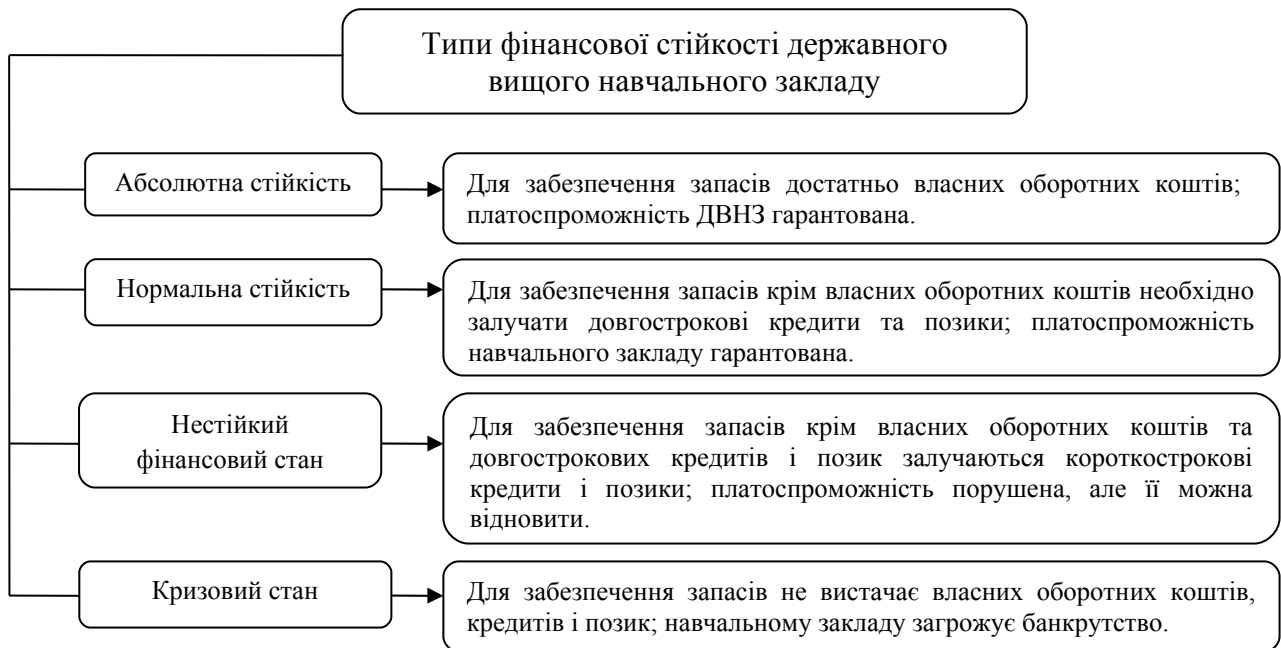 Типи фінансової стійкості державного
вищого навчального закладу
Абсолютна стійкість
Для забезпечення запасів достатньо власних оборотних коштів;
платоспроможність ДВНЗ гарантована.
Нормальна стійкість
Для забезпечення запасів крім власних оборотних коштів необхідно
залучати довгострокові кредити та позики; платоспроможність
навчального закладу гарантована.
Нестійкий
фінансовий стан
Для забезпечення запасів крім власних оборотних коштів та
довгострокових кредитів і позик залучаються короткострокові
кредити і позики; платоспроможність порушена, але її можна
відновити.
Кризовий стан
Для забезпечення запасів не вистачає власних оборотних коштів,
кредитів і позик; навчальному закладу загрожує банкрутство.